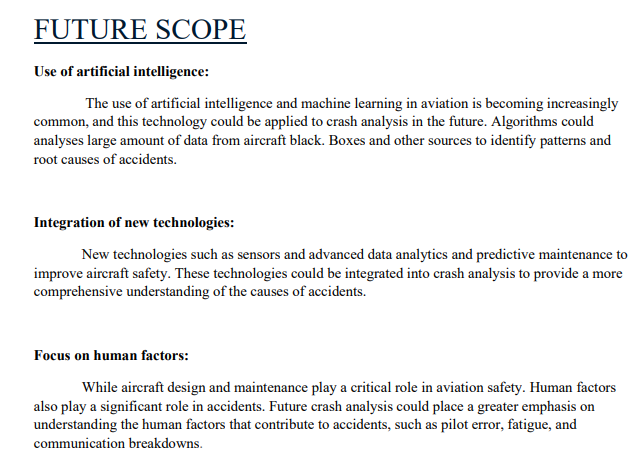 FUTURE SCOPE
Use of artificial intelligence:
The use of artificial intelligence and machine learning in aviation is becoming increasingly
common, and this technology could be applied to crash analysis in the future. Algorithms could
analyses large amount of data from aircraft black. Boxes and other sources to identify patterns and
root causes of accidents.
Integration of new technologies:
New technologies such as sensors and advanced data analytics and predictive maintenance to
improve aircraft safety. These technologies could be integrated into crash analysis to provide a more
comprehensive understanding of the causes of accidents.
Focus on human factors:
While aircraft design and maintenance play a critical role in aviation safety. Human factors
also play a significant role in accidents. Future crash analysis could place a greater emphasis on
understanding the human factors that contribute to accidents, such as pilot error, fatigue, and
communication breakdowns.